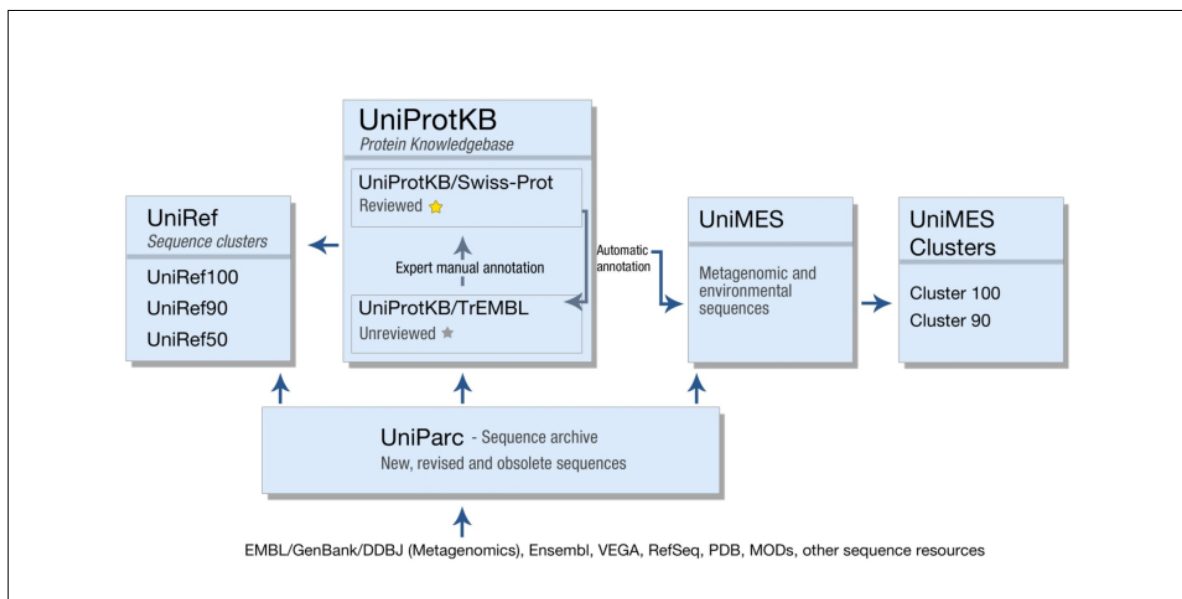 UniProtKB
Protein Knowledgebase
UniProtKB/Swiss-Prot
Reviewed
Expert manual annotation
UniProtKB/TrEMBL
Unreviewed
UniRef
Sequence clusters
UniRef100
UniRef90
UniRef50
Automatic
annotation
UniMES
Metagenomic and
environmental
sequences
UniMES
Clusters
Cluster 100
Cluster 90
UniParc - Sequence archive
New, revised and obsolete sequences
EMBL/GenBank/DDBJ (Metagenomics), Ensembl, VEGA, RefSeq, PDB, MODs, other sequence resources